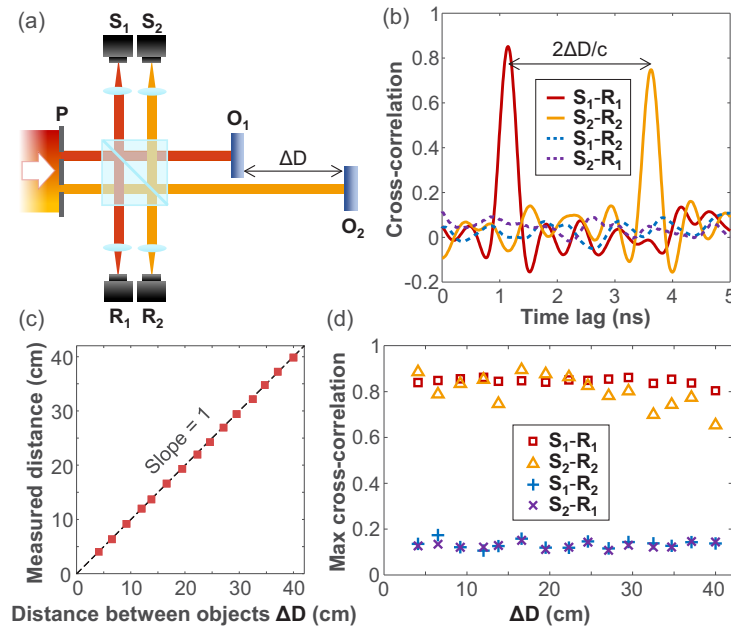 (a)
S₁ S₂
P
O₁
ΔD
O₂
R₁ R₂
(b)
Cross-correlation
1
0.8
0.6
0.4
0.2
0
-0.2
2ΔD/c
S₁-R₁
S₂-R₂
S₁-R₂
S₂-R₁
0 1 2 3 4 5
Time lag (ns)
(c)
Measured distance (cm)
40
30
20
10
0
Slope = 1
0 10 20 30 40
Distance between objects ΔD (cm)
(d)
Max cross-correlation
1
0.8
0.6
0.4
0.2
0
S₁-R₁
S₂-R₂
S₁-R₂
S₂-R₁
0 10 20 30 40
ΔD (cm)